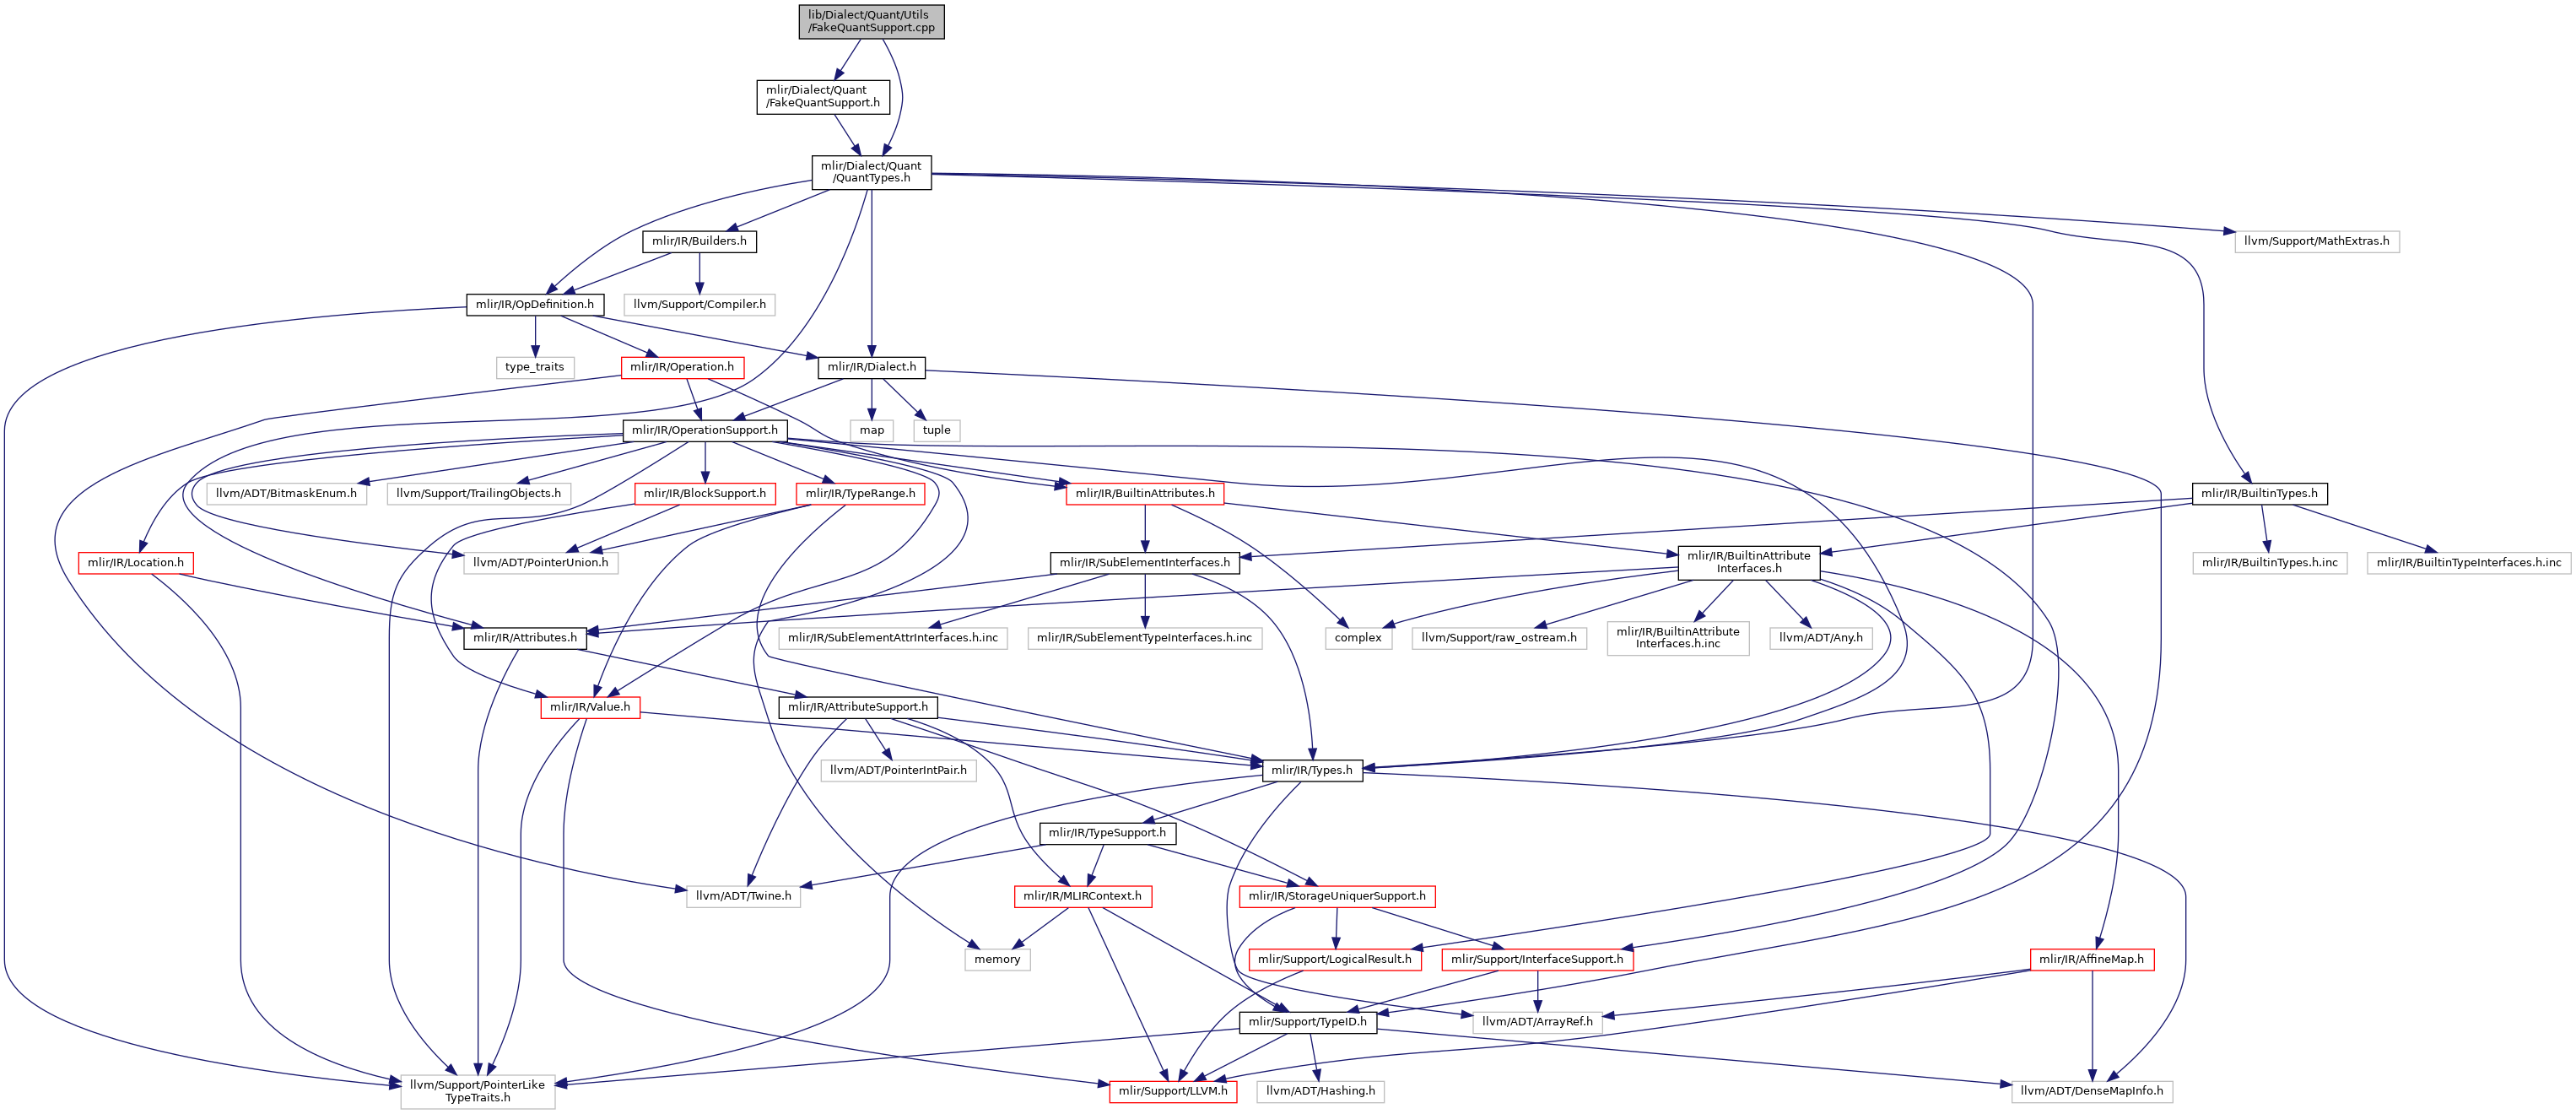 lib/Dialect/Quant/Utils
/FakeQuantSupport.cpp
mlir/Dialect/Quant
/FakeQuantSupport.h
mlir/Dialect/Quant
/QuantTypes.h
mlir/IR/Builders.h
llvm/Support/MathExtras.h
mlir/IR/OpDefinition.h
llvm/Support/Compiler.h
type_traits
mlir/IR/Operation.h
mlir/IR/Dialect.h
mlir/IR/OperationSupport.h
map
tuple
llvm/ADT/BitmaskEnum.h
llvm/Support/TrailingObjects.h
mlir/IR/BlockSupport.h
mlir/IR/TypeRange.h
mlir/IR/BuiltinAttributes.h
mlir/IR/BuiltinTypes.h
mlir/IR/Location.h
llvm/ADT/PointerUnion.h
mlir/IR/SubElementInterfaces.h
mlir/IR/BuiltinAttribute
Interfaces.h
mlir/IR/BuiltinTypes.h.inc
mlir/IR/BuiltinTypeInterfaces.h.inc
mlir/IR/Attributes.h
mlir/IR/SubElementAttrInterfaces.h.inc
mlir/IR/SubElementTypeInterfaces.h.inc
complex
llvm/Support/raw_ostream.h
mlir/IR/BuiltinAttribute
Interfaces.h.inc
llvm/ADT/Any.h
mlir/IR/Value.h
mlir/IR/AttributeSupport.h
llvm/ADT/PointerIntPair.h
mlir/IR/Types.h
mlir/IR/TypeSupport.h
llvm/ADT/Twine.h
mlir/IR/MLIRContext.h
mlir/IR/StorageUniquerSupport.h
memory
mlir/Support/LogicalResult.h
mlir/Support/InterfaceSupport.h
mlir/IR/AffineMap.h
mlir/Support/TypeID.h
llvm/ADT/ArrayRef.h
llvm/Support/PointerLike
TypeTraits.h
mlir/Support/LLVM.h
llvm/ADT/Hashing.h
llvm/ADT/DenseMapInfo.h